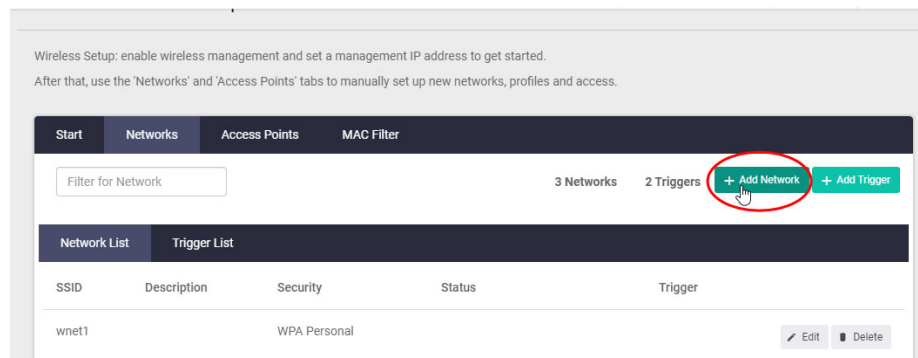 Wireless Setup: enable wireless management and set a management IP address to get started.
After that, use the 'Networks' and 'Access Points' tabs to manually set up new networks, profiles and access.
Start Networks Access Points MAC Filter
Filter for Network 3 Networks 2 Triggers + Add Network + Add Trigger
Network List Trigger List
SSID Description Security Status Trigger
wnet1 WPA Personal Edit Delete